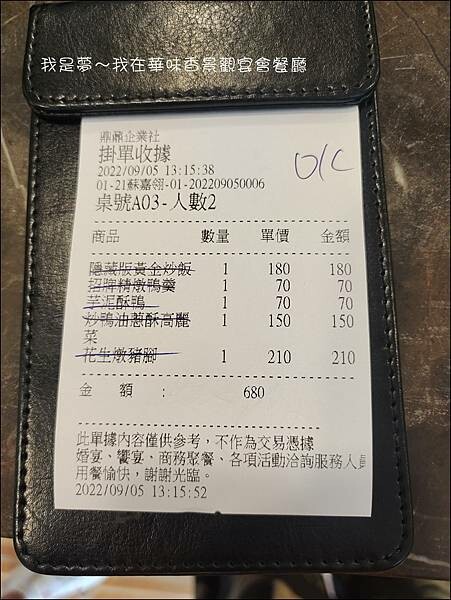 我是夢～我在華味香景觀宴會餐廳
鼎鼐企業社
掛單收據
O/C
2022/09/05 13:15:38
01-21蘇嘉翎-01-202209050006
桌號A03-人數2
商品 數量 單價 金額
隱藏版黃金炒飯 1 180 180
招牌精燉鴨羹 1 70 70
芋泥酥鴨 1 70 70
炒鴨油蔥酥高麗 1 150 150
菜
花生燉豬腳 1 210 210
金 額 : 680
此單據內容僅供參考，不作為交易憑據
婚宴、饗宴、商務聚餐、各項活動洽詢服務人員
用餐愉快，謝謝光臨。
2022/09/05 13:15:52